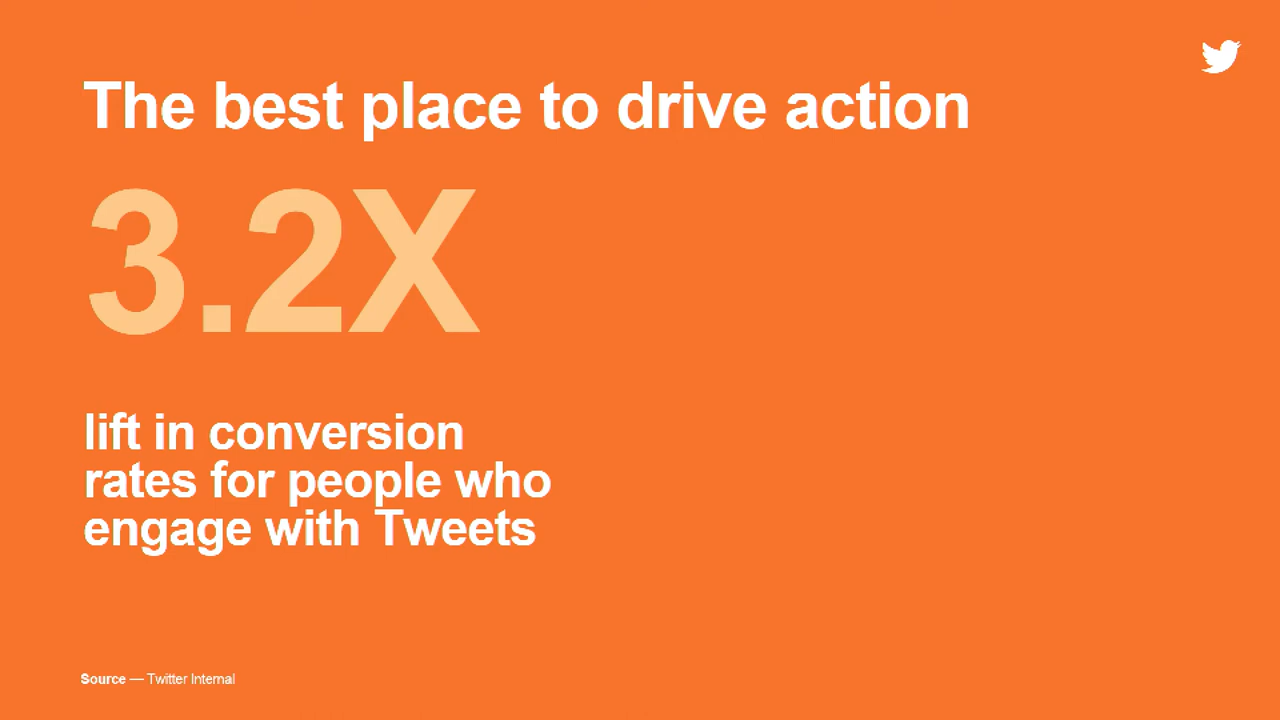 The best place to drive action
3.2X
lift in conversion
rates for people who
engage with Tweets
Source — Twitter Internal